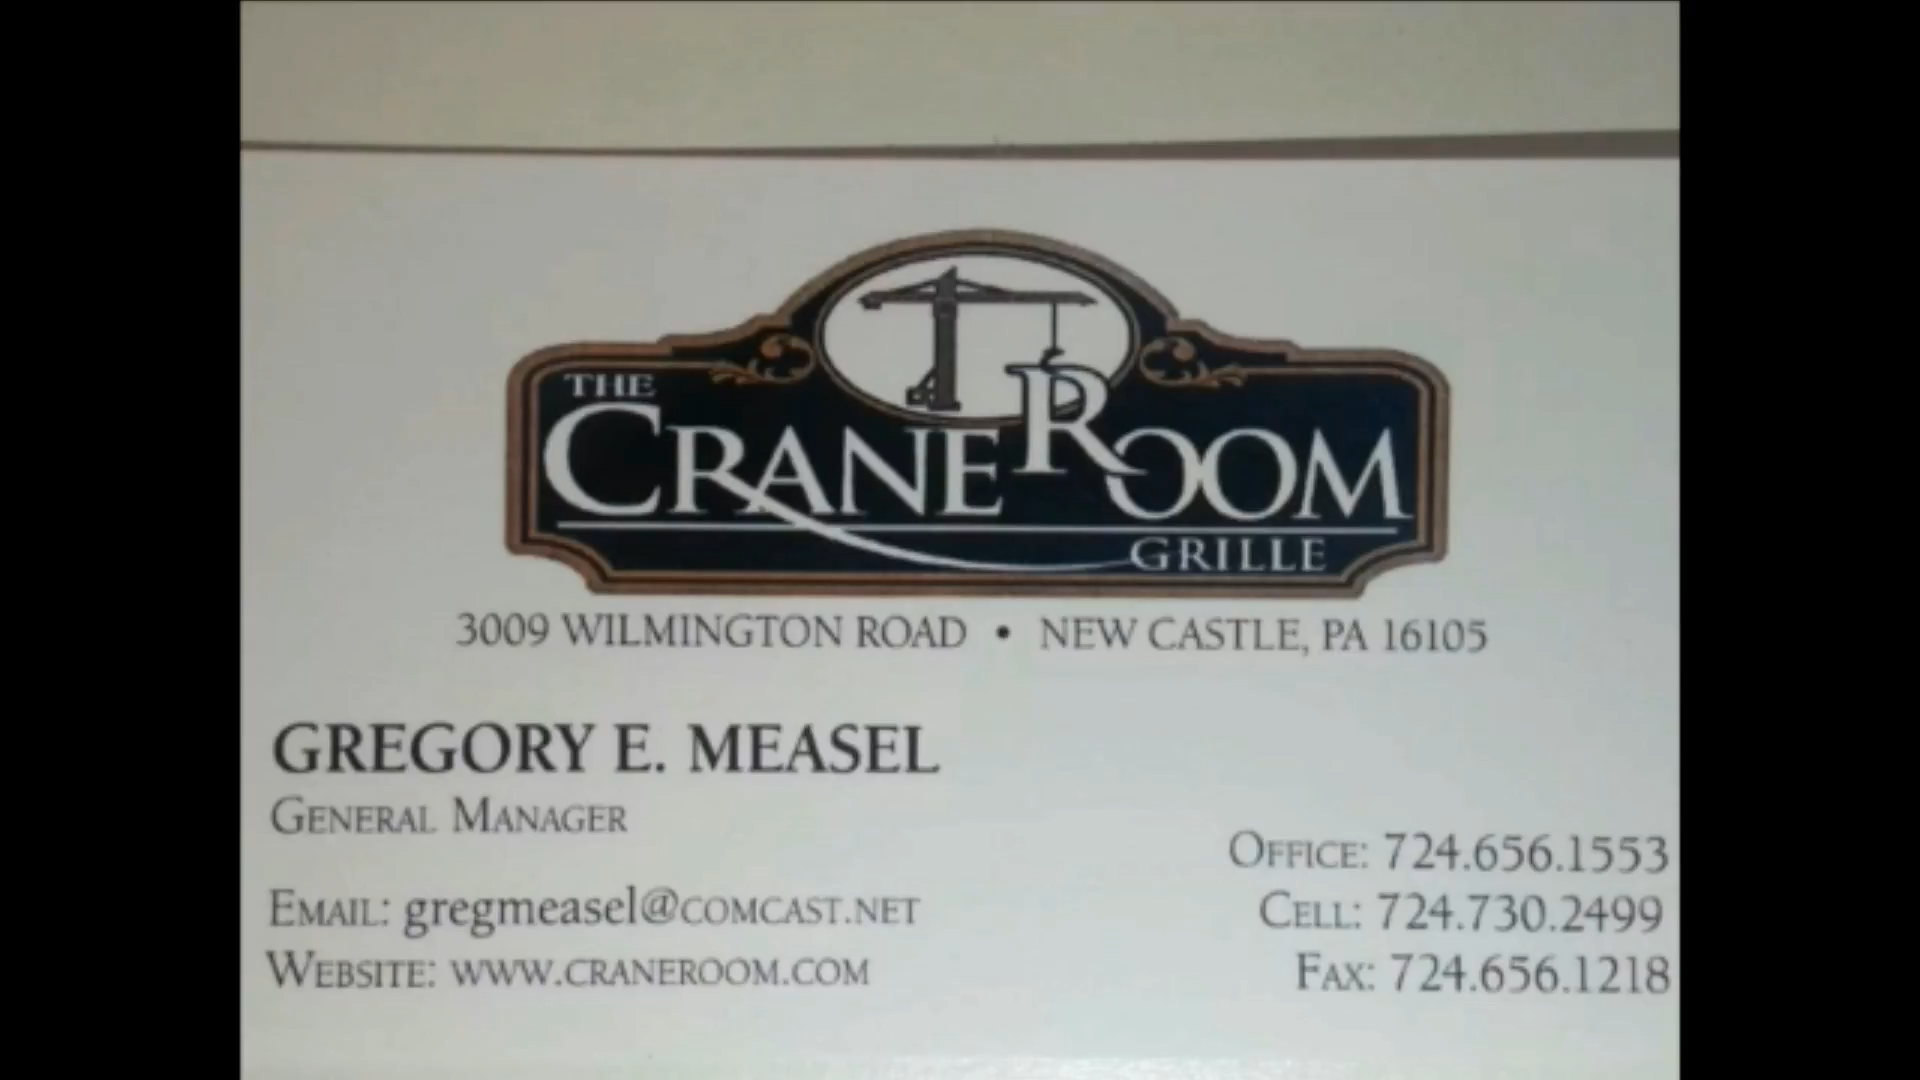 THE
CRANE ROOM
GRILLE
3009 WILMINGTON ROAD • NEW CASTLE, PA 16105
GREGORY E. MEASEL
GENERAL MANAGER
EMAIL: gregmeasel@COMCAST.NET
WEBSITE: WWW.CRANEROOM.COM
OFFICE: 724.656.1553
CELL: 724.730.2499
FAX: 724.656.1218